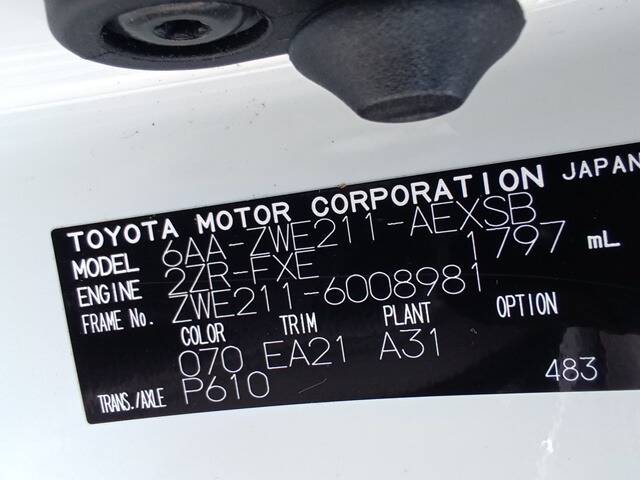 TOYOTA MOTOR CORPORATION JAPAN
MODEL 6AA-ZWE211-AEXSB
ENGINE 2ZR-FXE 1797 mL
FRAME No. ZWE211-6008981
COLOR TRIM PLANT OPTION
070 EA21 A31
TRANS./AXLE P610 483